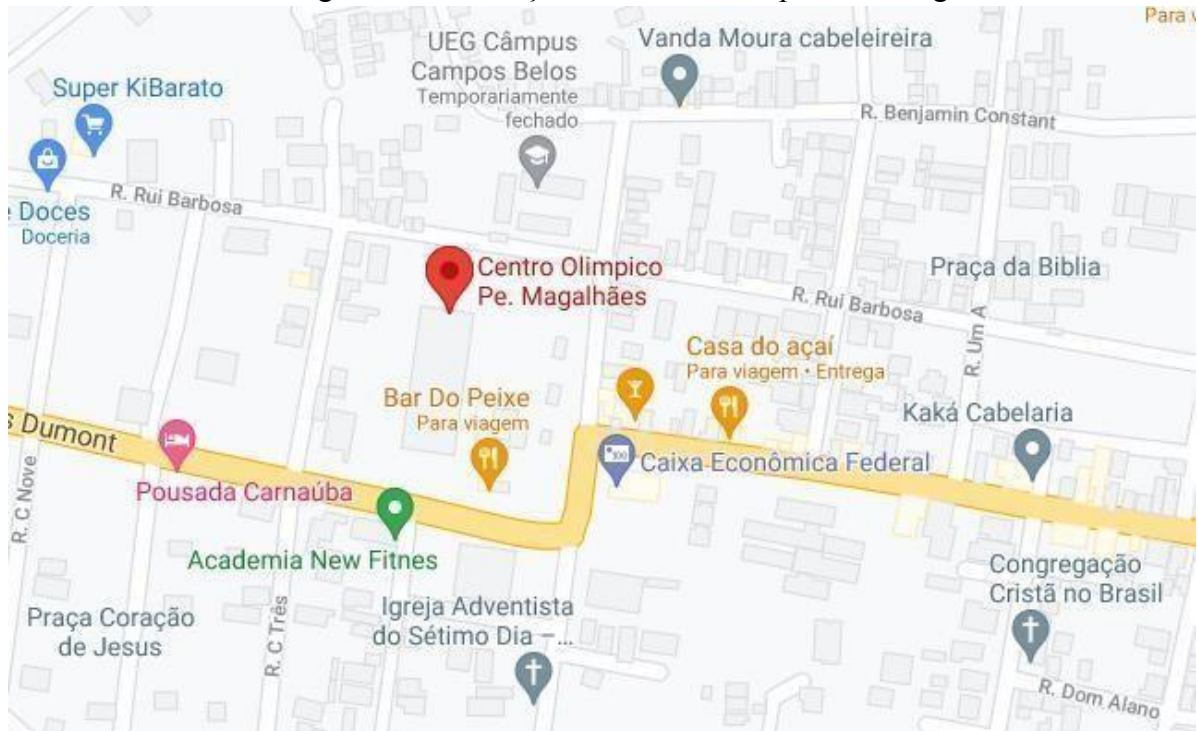 Para v
UEG Câmpus
Campos Belos
Temporariamente
fechado
Vanda Moura cabeleireira
Super KiBarato
R. Benjamin Constant
R. Rui Barbosa
e Doces
Doceria
Centro Olimpico
Pe. Magalhães
Praça da Biblia
R. Rui Barbosa
R. Um A
Casa do açaí
Para viagem • Entrega
Bar Do Peixe
Para viagem
Kaká Cabelaria
s Dumont
Caixa Econômica Federal
Pousada Carnaúba
R. C Nove
Academia New Fitnes
Congregação
Cristã no Brasil
Igreja Adventista
do Sétimo Dia –...
Praça Coração
de Jesus
R. C Três
R. Dom Alano